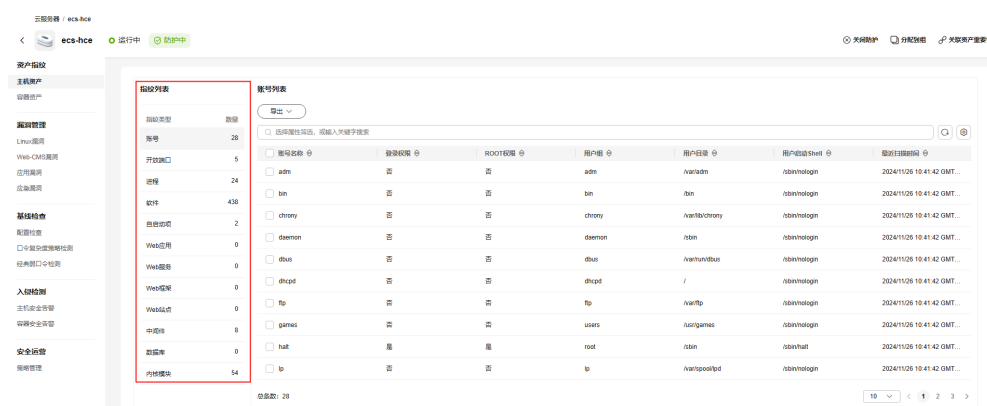 云服务器 / ecs-hce
ecs-hce 运行中 防护中 关闭防护 分配到组 关联资产重要
资产指纹
主机资产
容器资产
漏洞管理
Linux漏洞
Web-CMS漏洞
应用漏洞
应急漏洞
基线检查
配置检查
口令复杂度策略检测
经典弱口令检测
入侵检测
主机安全告警
容器安全告警
安全运营
策略管理
指纹列表
指纹类型 数量
账号 28
开放端口 5
进程 24
软件 438
自启动项 2
Web应用 0
Web服务 0
Web框架 0
Web站点 0
中间件 8
数据库 0
内核模块 54
账号列表
导出
选择属性筛选，或输入关键字搜索
账号名称 登录权限 ROOT权限 用户组 用户目录 用户启动Shell 最近扫描时间
adm 否 否 adm /var/adm /sbin/nologin 2024/11/26 10:41:42 GMT...
bin 否 否 bin /bin /sbin/nologin 2024/11/26 10:41:42 GMT...
chrony 否 否 chrony /var/lib/chrony /sbin/nologin 2024/11/26 10:41:42 GMT...
daemon 否 否 daemon /sbin /sbin/nologin 2024/11/26 10:41:42 GMT...
dbus 否 否 dbus /var/run/dbus /sbin/nologin 2024/11/26 10:41:42 GMT...
dhcpd 否 否 dhcpd / /sbin/nologin 2024/11/26 10:41:42 GMT...
ftp 否 否 ftp /var/ftp /sbin/nologin 2024/11/26 10:41:42 GMT...
games 否 否 users /usr/games /sbin/nologin 2024/11/26 10:41:42 GMT...
halt 是 是 root /sbin /sbin/halt 2024/11/26 10:41:42 GMT...
lp 否 否 lp /var/spool/lpd /sbin/nologin 2024/11/26 10:41:42 GMT...
总条数: 28 10 1 2 3